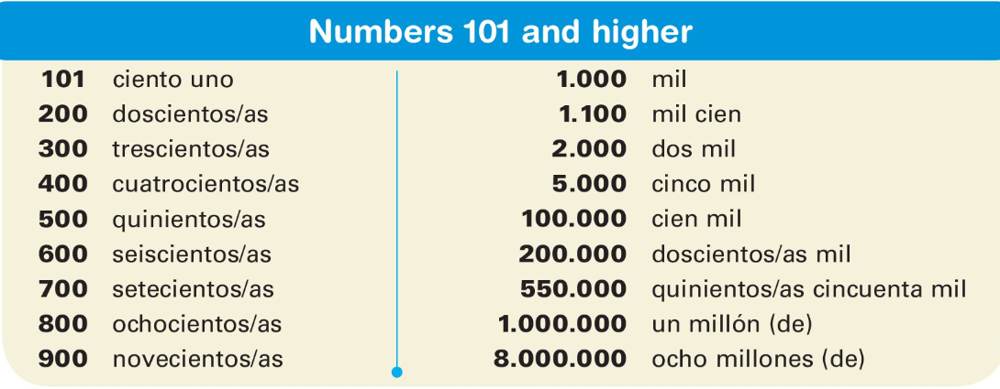 Numbers 101 and higher
101 ciento uno
200 doscientos/as
300 trescientos/as
400 cuatrocientos/as
500 quinientos/as
600 seiscientos/as
700 setecientos/as
800 ochocientos/as
900 novecientos/as
1.000 mil
1.100 mil cien
2.000 dos mil
5.000 cinco mil
100.000 cien mil
200.000 doscientos/as mil
550.000 quinientos/as cincuenta mil
1.000.000 un millón (de)
8.000.000 ocho millones (de)